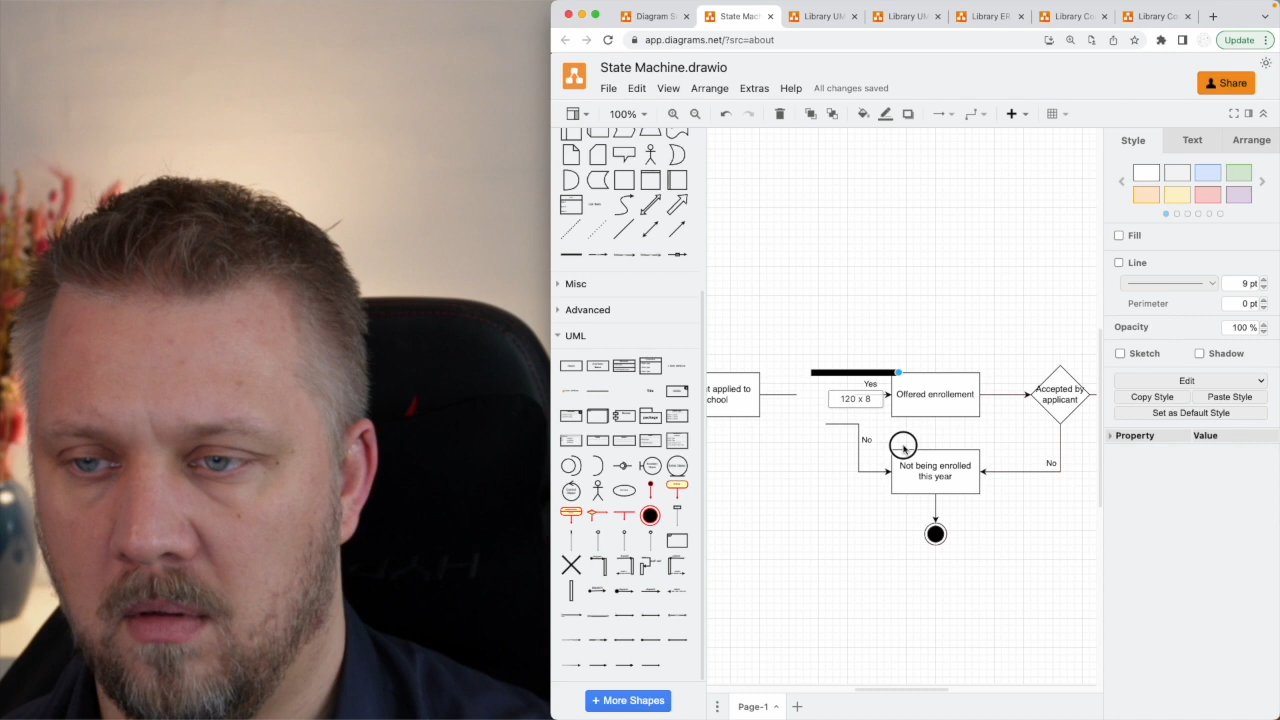 Diagram S
State Mac
Library UM
Library UM
Library ER
Library Co
Library Co
app.diagrams.net/?src=about
Update
State Machine.drawio
File Edit View Arrange Extras Help All changes saved
Share
100%
Style Text Arrange
Fill
Line
9 pt
Perimeter
0 pt
Opacity
100 %
Sketch
Shadow
Edit
Copy Style
Paste Style
Set as Default Style
Property
Value
Misc
Advanced
UML
Title
package
+ More Shapes
t applied to
chool
Yes
120 x 8
No
Offered enrollement
Accepted by
applicant
Not being enrolled
this year
No
Page-1